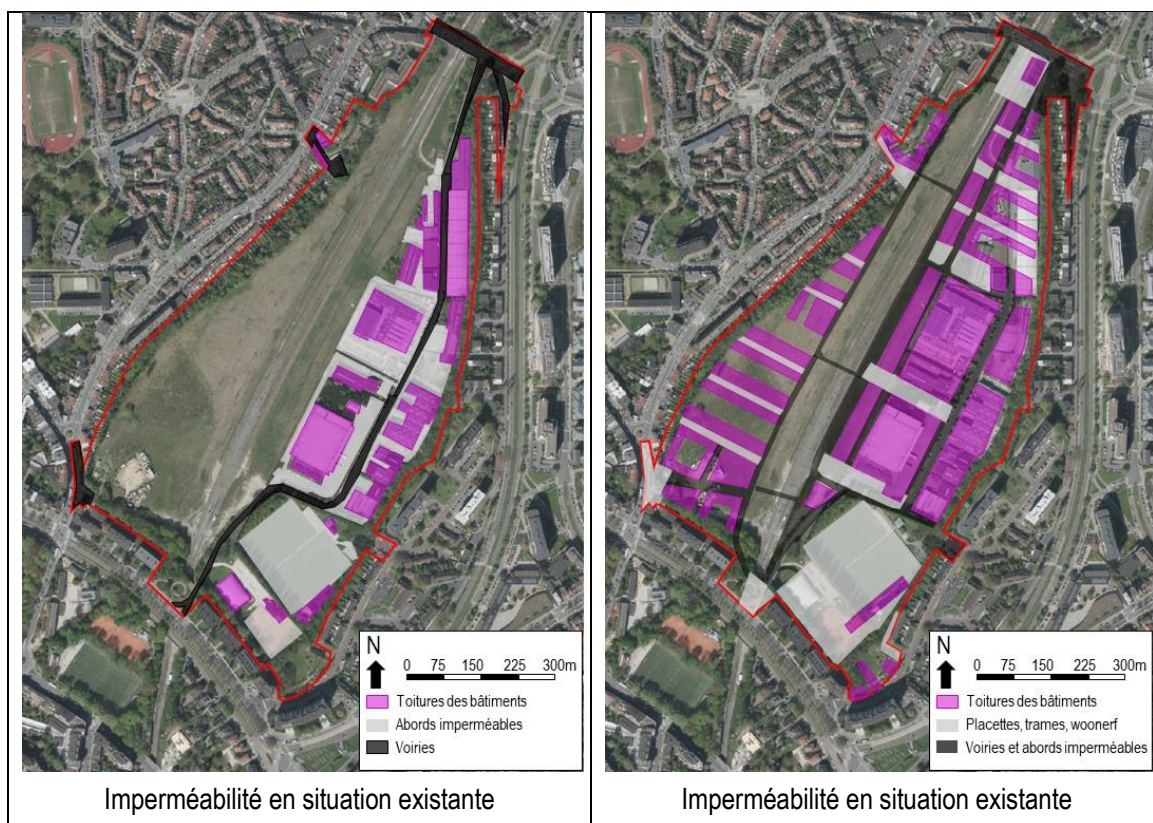 N
0 75 150 225 300m
Toitures des bâtiments
Abords imperméables
Voiries
Imperméabilité en situation existante
N
0 75 150 225 300m
Toitures des bâtiments
Placettes, trames, woonerf
Voiries et abords imperméables
Imperméabilité en situation existante